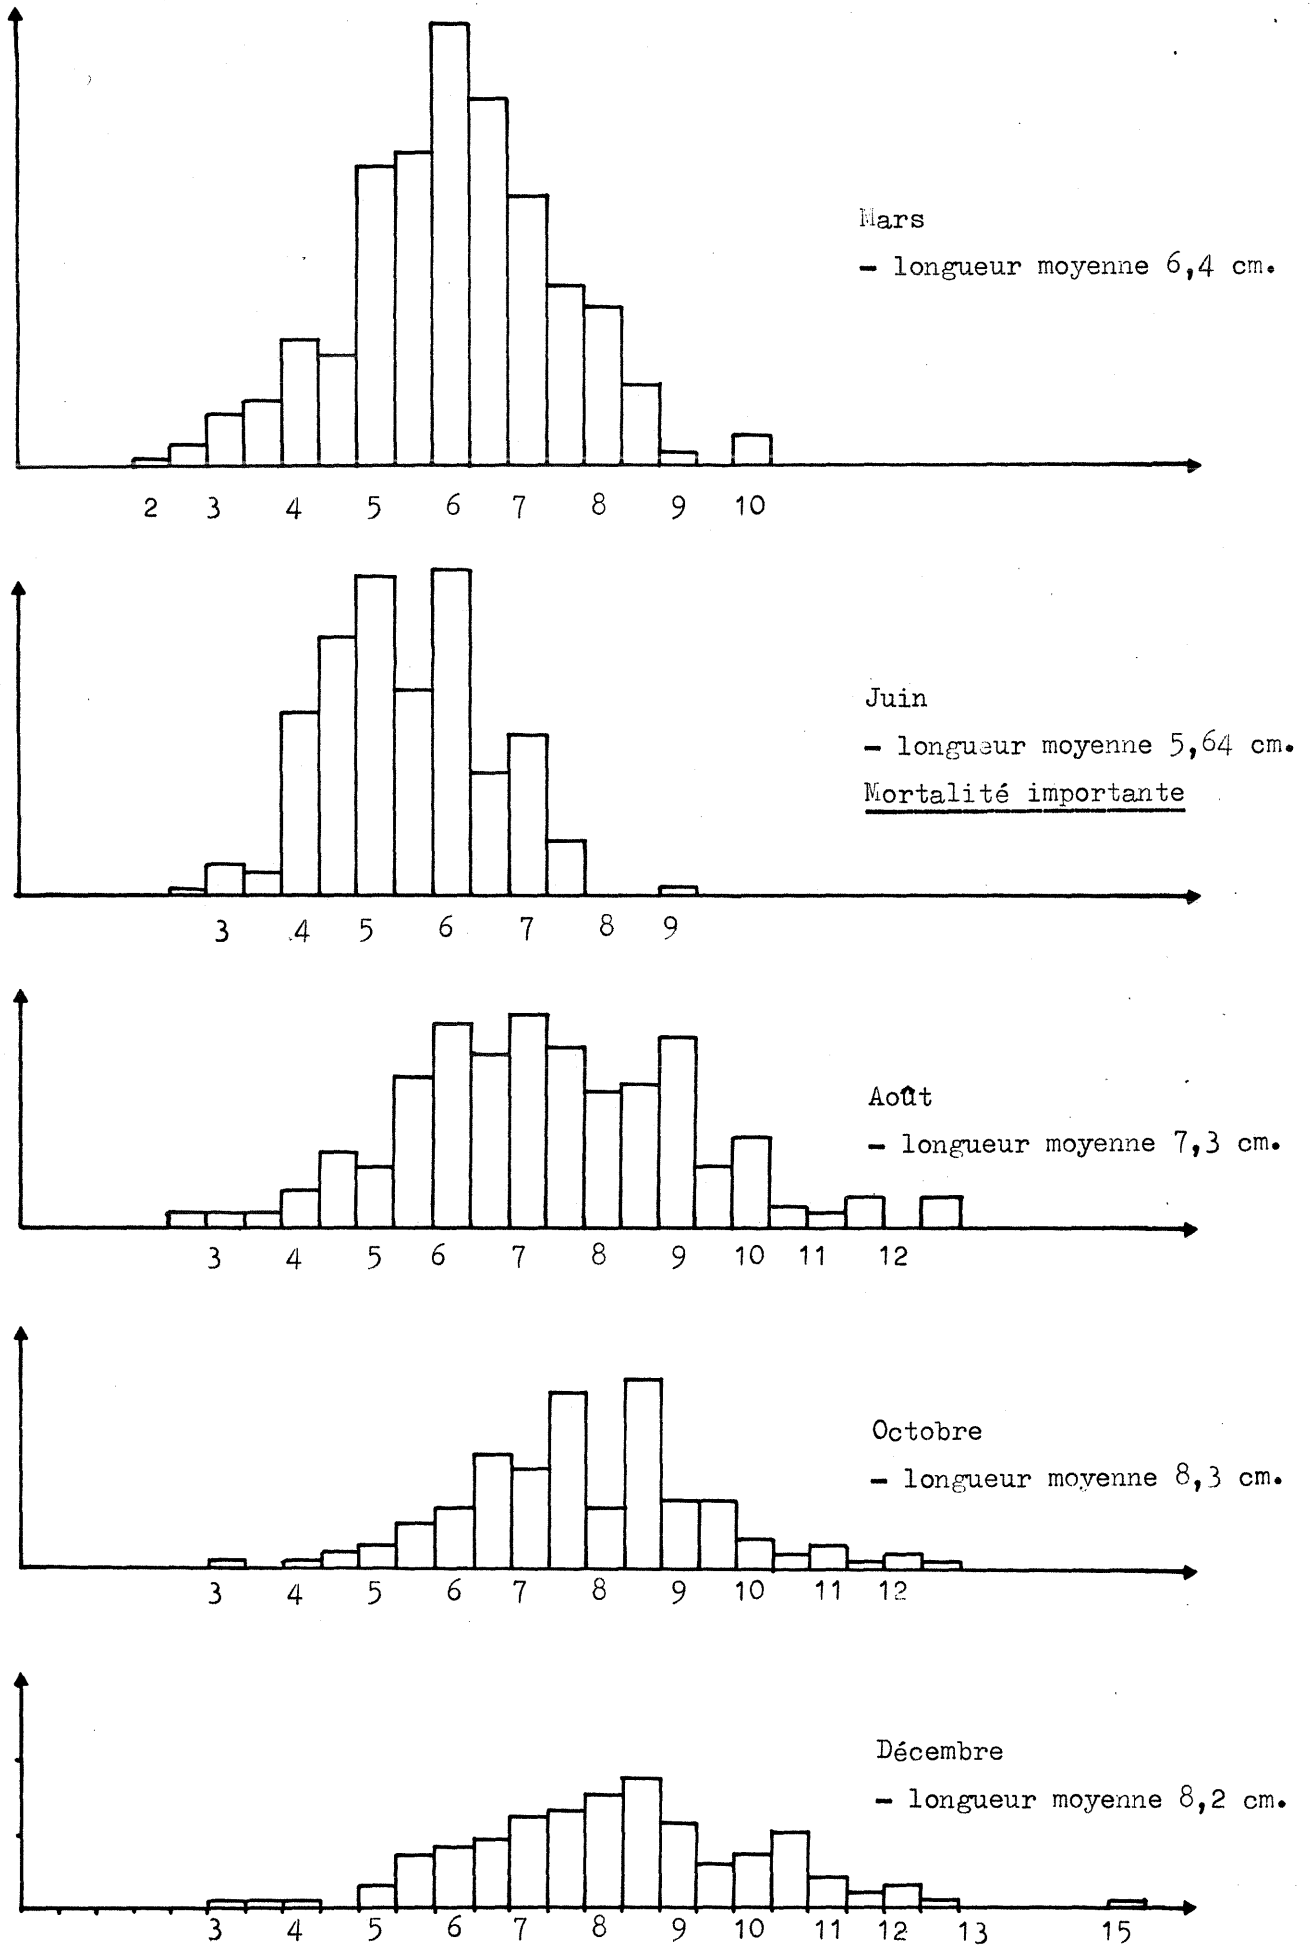 Mars
- longueur moyenne 6,4 cm.
2 3 4 5 6 7 8 9 10
Juin
- longueur moyenne 5,64 cm.
Mortalité importante
3 4 5 6 7 8 9
Août
- longueur moyenne 7,3 cm.
3 4 5 6 7 8 9 10 11 12
Octobre
- longueur moyenne 8,3 cm.
3 4 5 6 7 8 9 10 11 12
Décembre
- longueur moyenne 8,2 cm.
3 4 5 6 7 8 9 10 11 12 13 15